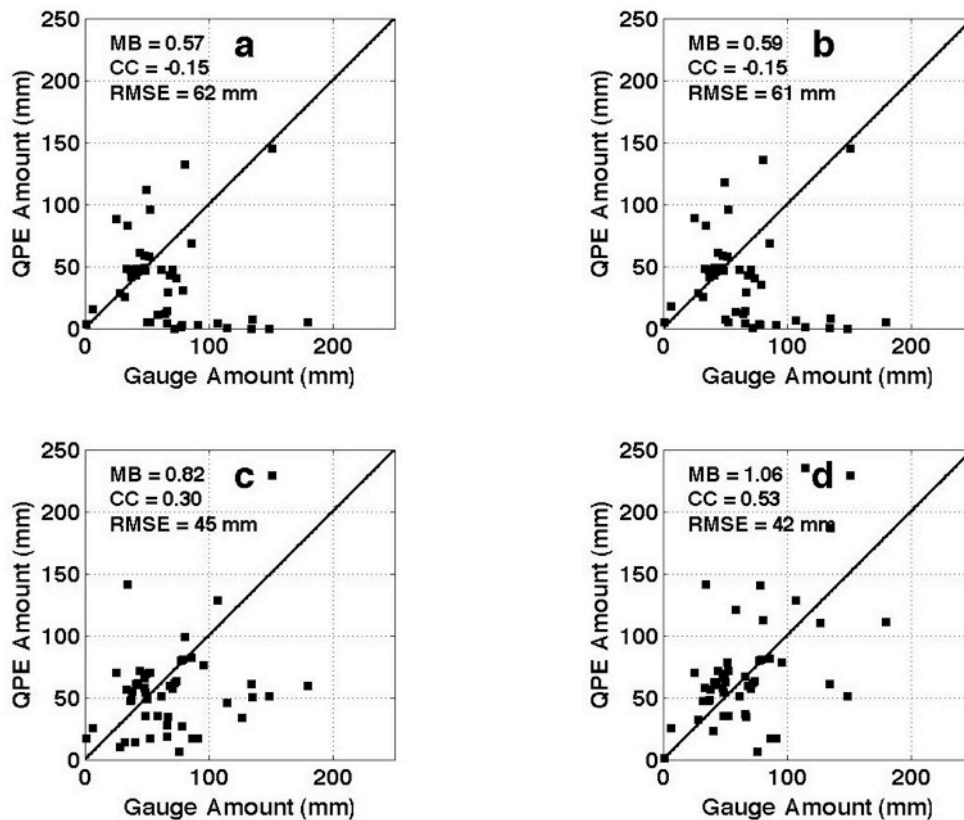 250
200
150
100
50
0
QPE Amount (mm)
MB = 0.57
CC = -0.15
RMSE = 62 mm
a
0 100 200
Gauge Amount (mm)
250
200
150
100
50
0
QPE Amount (mm)
MB = 0.59
CC = -0.15
RMSE = 61 mm
b
0 100 200
Gauge Amount (mm)
250
200
150
100
50
0
QPE Amount (mm)
MB = 0.82
CC = 0.30
RMSE = 45 mm
c
0 100 200
Gauge Amount (mm)
250
200
150
100
50
0
QPE Amount (mm)
MB = 1.06
CC = 0.53
RMSE = 42 mm
d
0 100 200
Gauge Amount (mm)